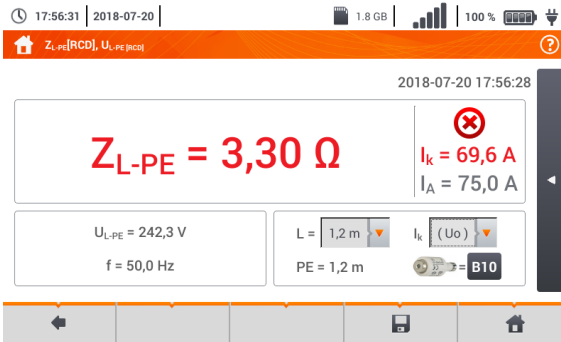 17:56:31 2018-07-20 1.8 GB 100 %
ZL-PE[RCD], UL-PE [RCD] ?
2018-07-20 17:56:28
ZL-PE = 3,30 Ω
Ik = 69,6 A
IA = 75,0 A
UL-PE = 242,3 V
f = 50,0 Hz
L = 1,2 m Ik (Uo)
PE = 1,2 m = B10